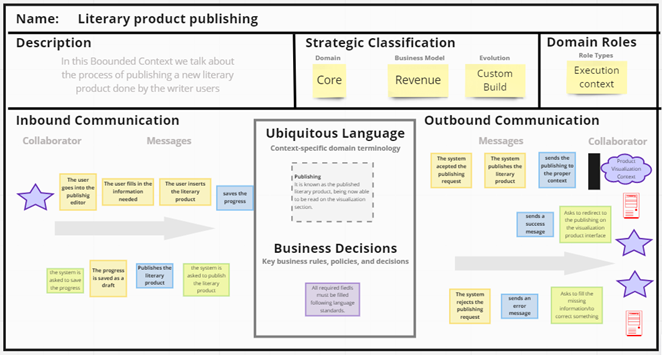 Name: Literary product publishing
Description
In this Boounded Context we talk about
the process of publishing a new literary
product done by the writer users
Strategic Classification
Domain
Business Model
Evolution
Core
Revenue
Custom
Build
Domain Roles
Role Types
Execution
context
Inbound Communication
Collaborator
Messages
The user
goes into the
publishing
editor
The user fills in the
information
needed
The user inserts the
literary
product
saves the
progress
the system is
asked to save
the progress
The progress
is saved as a
draft
Publishes the
literary
product
the system is
asked to publish
the literary
product
Ubiquitous Language
Context-specific domain terminology
Publishing
It is known as the published
literary product, being now able
to be read on the visualization
section.
Business Decisions
Key business rules, policies, and decisions
All required fields
must be filled
following language
standards.
Outbound Communication
Messages
Collaborator
The system
acepted the
publishing
request
The system
publishes the
literary
product
sends the
publishing to
the proper
context
Product
Visualization
Context
sends a
success
mesage
Asks to redirect to
the publishing on
the visualization
product interface
The system
rejects the
publishing
request
sends an
error
message
Asks to fill the
missing
information/to
correct something